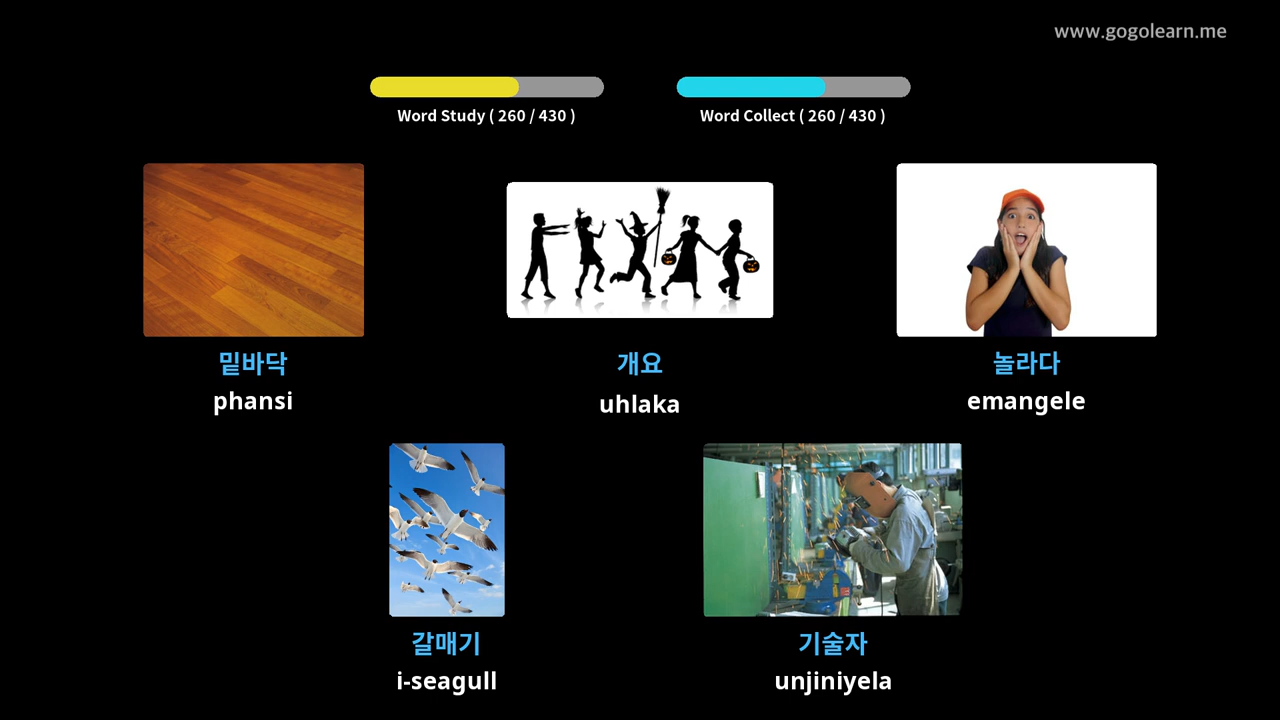 www.gogolearn.me
Word Study ( 260 / 430 )
Word Collect ( 260 / 430 )
밑바닥
phansi
개요
uhlaka
놀라다
emangele
갈매기
i-seagull
기술자
unjiniyela